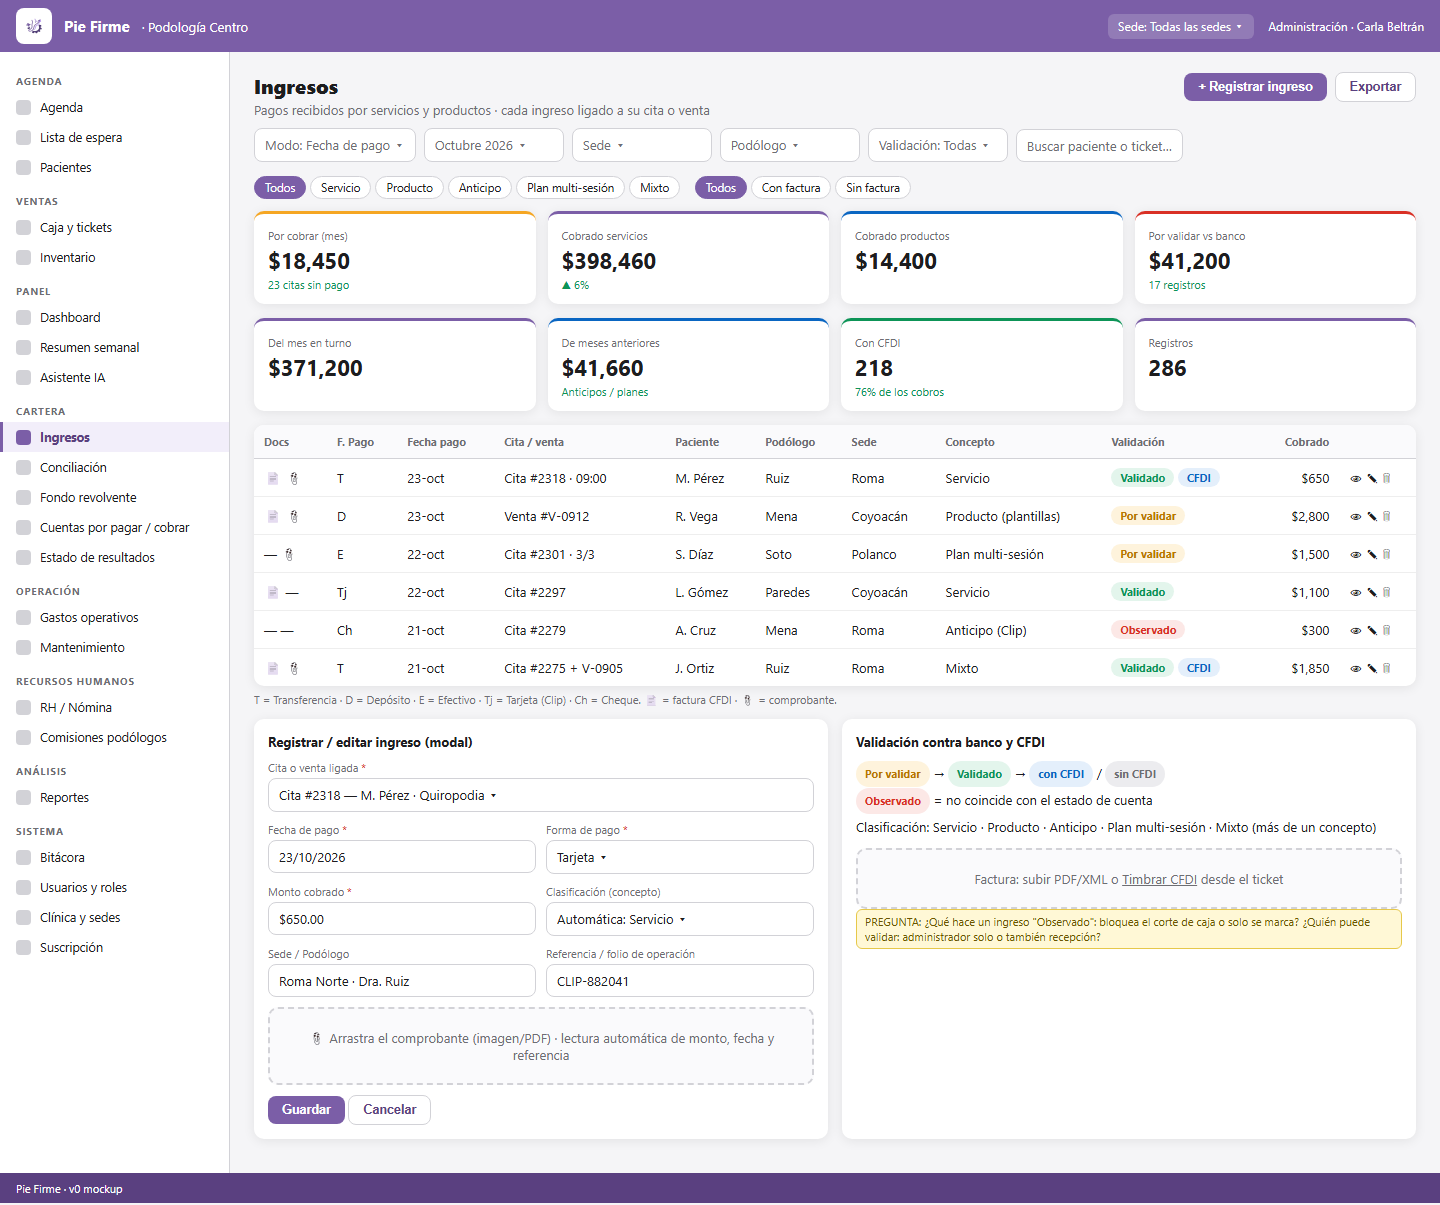 Pie Firme · Podología Centro
Sede: Todas las sedes ▾
Administración · Carla Beltrán
AGENDA
Agenda
Lista de espera
Pacientes
VENTAS
Caja y tickets
Inventario
PANEL
Dashboard
Resumen semanal
Asistente IA
CARTERA
Ingresos
Conciliación
Fondo revolvente
Cuentas por pagar / cobrar
Estado de resultados
OPERACIÓN
Gastos operativos
Mantenimiento
RECURSOS HUMANOS
RH / Nómina
Comisiones podólogos
ANÁLISIS
Reportes
SISTEMA
Bitácora
Usuarios y roles
Clínica y sedes
Suscripción
Ingresos
Pagos recibidos por servicios y productos · cada ingreso ligado a su cita o venta
+ Registrar ingreso
Exportar
Modo: Fecha de pago ▾
Octubre 2026 ▾
Sede ▾
Podólogo ▾
Validación: Todas ▾
Buscar paciente o ticket...
Todos
Servicio
Producto
Anticipo
Plan multi-sesión
Mixto
Todos
Con factura
Sin factura
Por cobrar (mes)
$18,450
23 citas sin pago
Cobrado servicios
$398,460
▲ 6%
Cobrado productos
$14,400
Por validar vs banco
$41,200
17 registros
Del mes en turno
$371,200
De meses anteriores
$41,660
Anticipos / planes
Con CFDI
218
76% de los cobros
Registros
286
Docs F. Pago Fecha pago Cita / venta Paciente Podólogo Sede Concepto Validación Cobrado
T 23-oct Cita #2318 · 09:00 M. Pérez Ruiz Roma Servicio Validado CFDI $650
D 23-oct Venta #V-0912 R. Vega Mena Coyoacán Producto (plantillas) Por validar $2,800
— E 22-oct Cita #2301 · 3/3 S. Díaz Soto Polanco Plan multi-sesión Por validar $1,500
— Tj 22-oct Cita #2297 L. Gómez Paredes Coyoacán Servicio Validado $1,100
— — Ch 21-oct Cita #2279 A. Cruz Mena Roma Anticipo (Clip) Observado $300
T 21-oct Cita #2275 + V-0905 J. Ortiz Ruiz Roma Mixto Validado CFDI $1,850
T = Transferencia · D = Depósito · E = Efectivo · Tj = Tarjeta (Clip) · Ch = Cheque. = factura CFDI · = comprobante.
Registrar / editar ingreso (modal)
Cita o venta ligada *
Cita #2318 — M. Pérez · Quiropodia ▾
Fecha de pago *
23/10/2026
Forma de pago *
Tarjeta ▾
Monto cobrado *
$650.00
Clasificación (concepto)
Automática: Servicio ▾
Sede / Podólogo
Roma Norte · Dra. Ruiz
Referencia / folio de operación
CLIP-882041
Arrastra el comprobante (imagen/PDF) · lectura automática de monto, fecha y
referencia
Guardar
Cancelar
Validación contra banco y CFDI
Por validar → Validado → con CFDI / sin CFDI
Observado = no coincide con el estado de cuenta
Clasificación: Servicio · Producto · Anticipo · Plan multi-sesión · Mixto (más de un concepto)
Factura: subir PDF/XML o Timbrar CFDI desde el ticket
PREGUNTA: ¿Qué hace un ingreso "Observado": bloquea el corte de caja o solo se marca? ¿Quién puede
validar: administrador solo o también recepción?
Pie Firme · v0 mockup